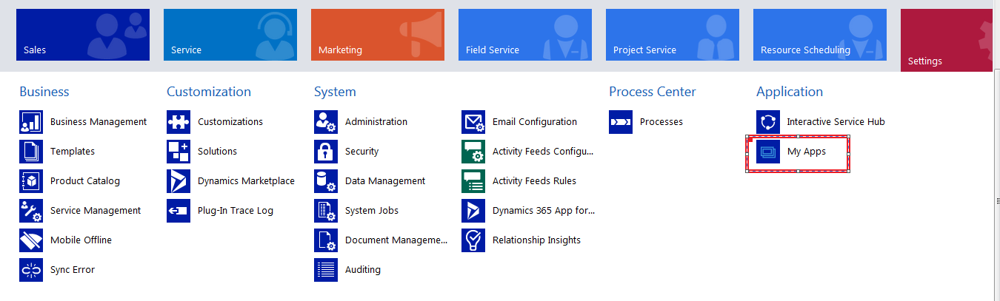 Sales
Service
Marketing
Field Service
Project Service
Resource Scheduling
Settings
Business
Business Management
Templates
Product Catalog
Service Management
Mobile Offline
Sync Error
Customization
Customizations
Solutions
Dynamics Marketplace
Plug-In Trace Log
System
Administration
Security
Data Management
System Jobs
Document Manageme...
Auditing
Email Configuration
Activity Feeds Configu...
Activity Feeds Rules
Dynamics 365 App for...
Relationship Insights
Process Center
Processes
Application
Interactive Service Hub
My Apps